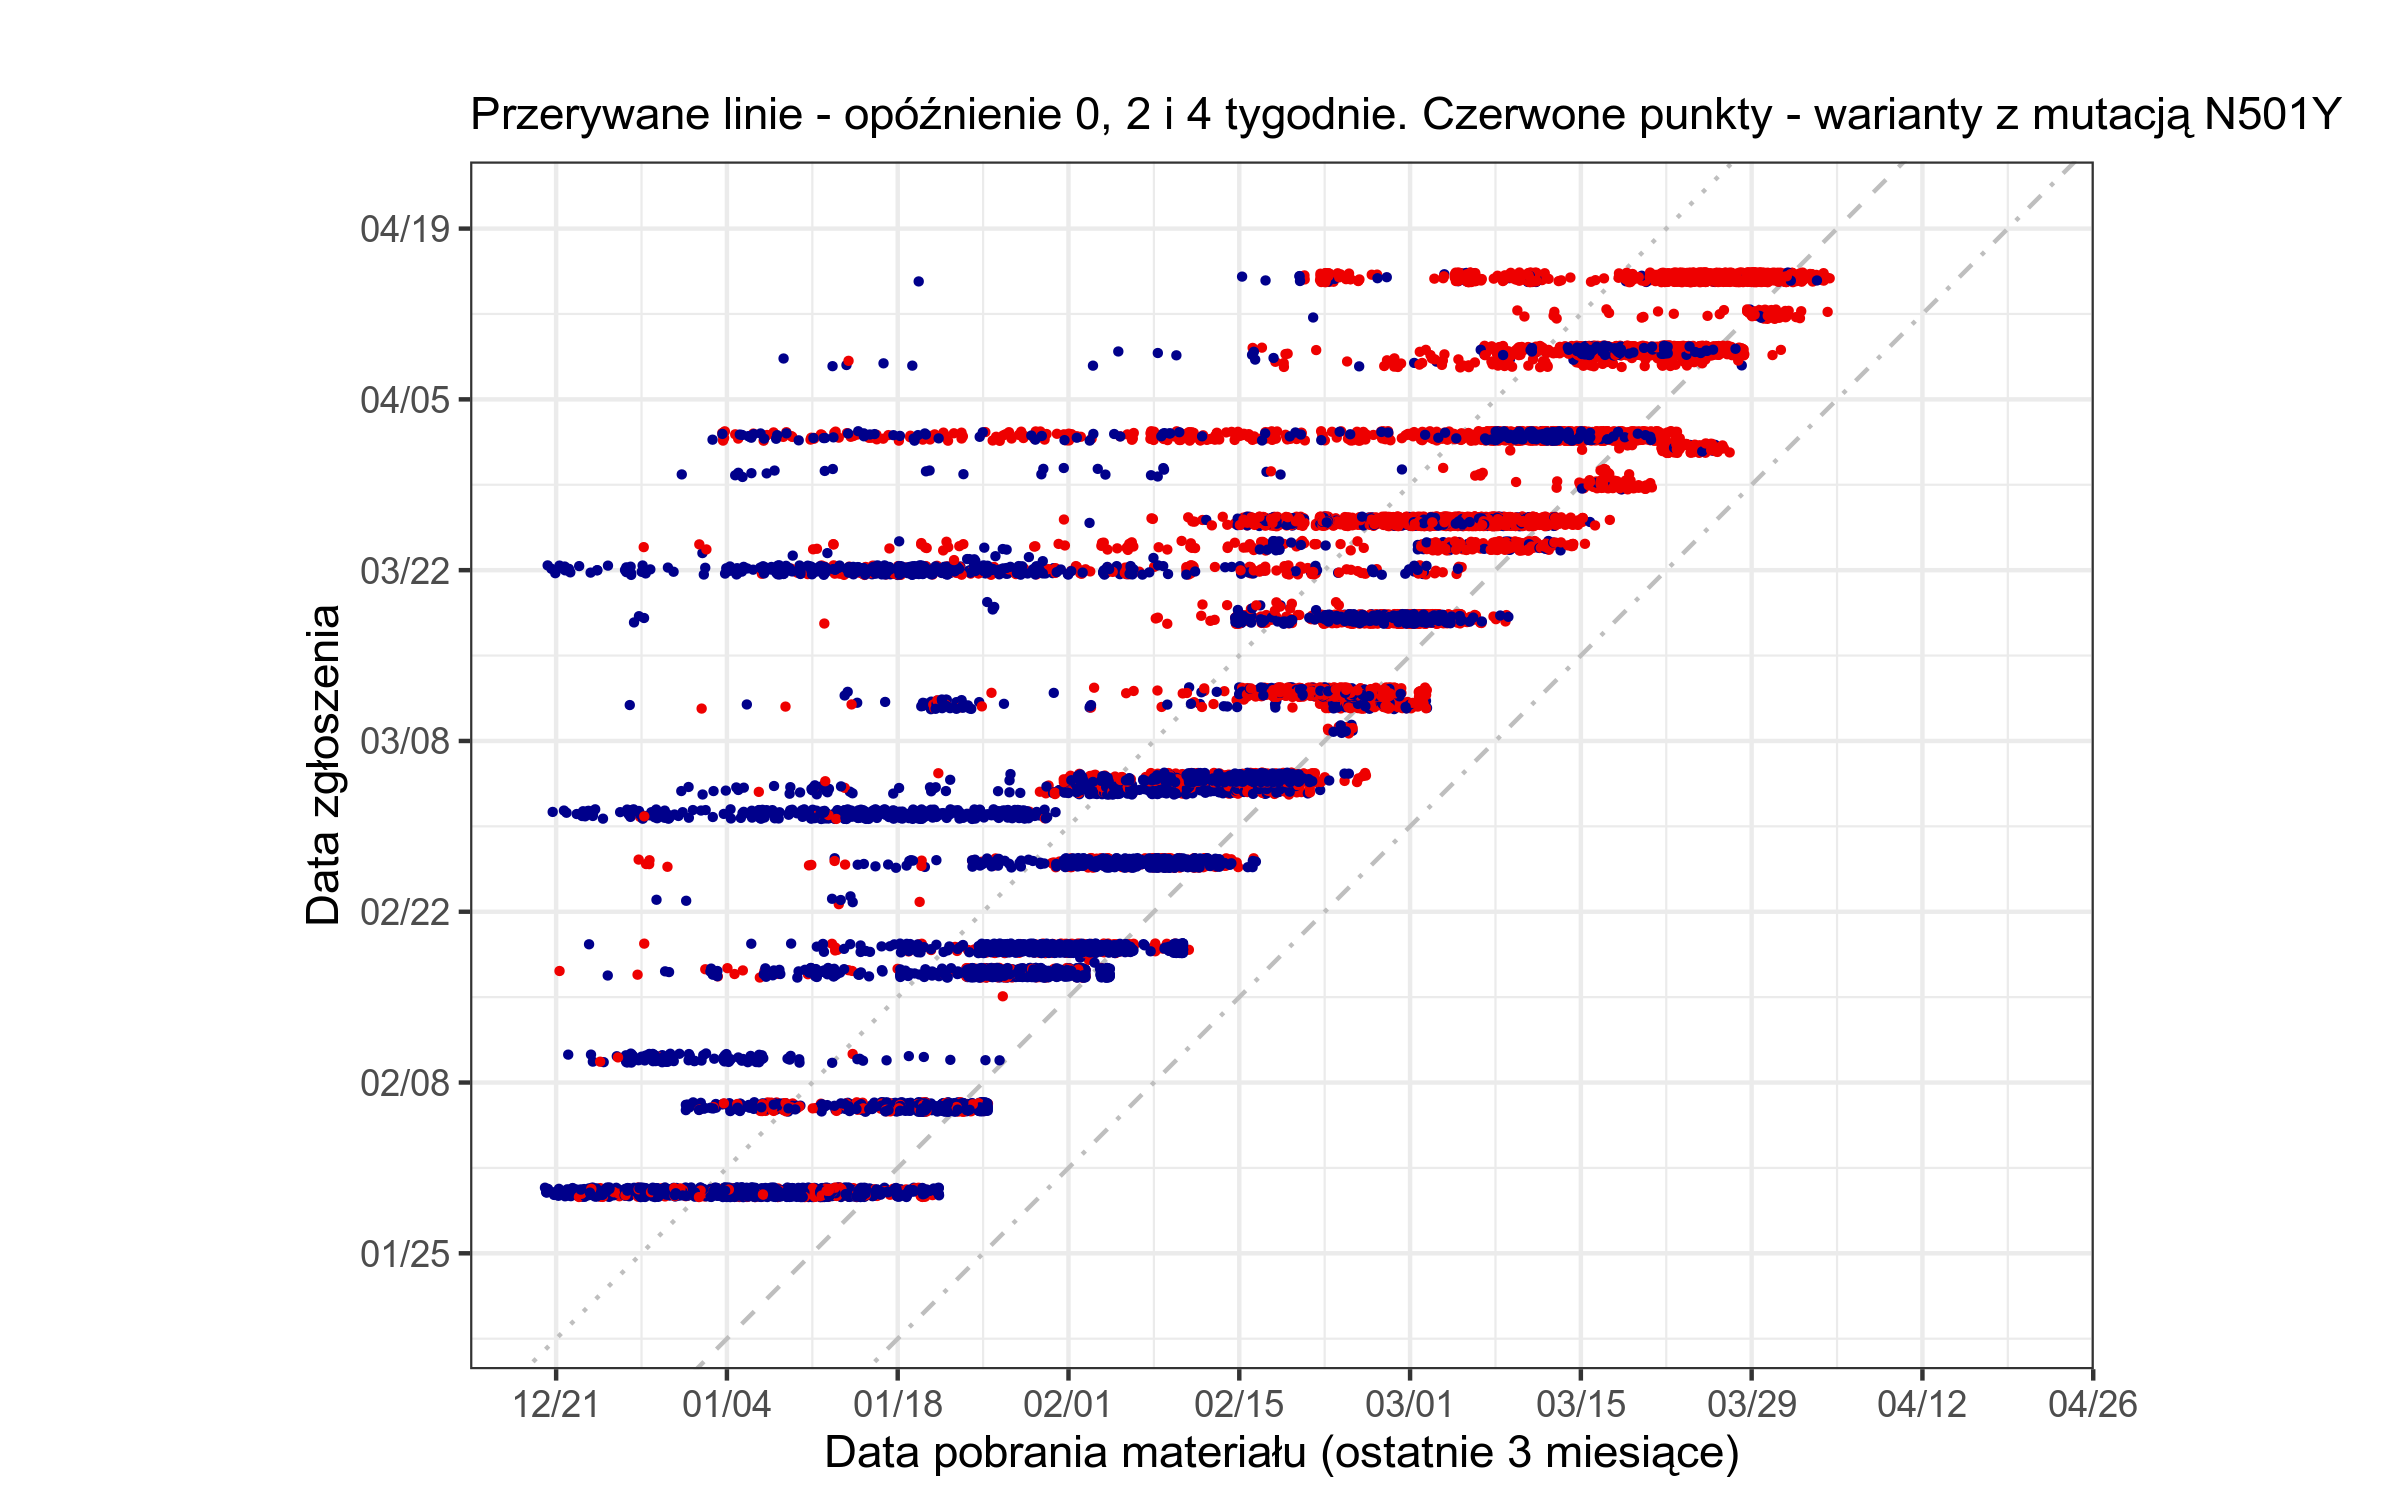 Przerywane linie - opóźnienie 0, 2 i 4 tygodnie. Czerwone punkty - warianty z mutacją N501Y
04/19
04/05
03/22
03/08
02/22
02/08
01/25
Data zgłoszenia
12/21 01/04 01/18 02/01 02/15 03/01 03/15 03/29 04/12 04/26
Data pobrania materiału (ostatnie 3 miesiące)